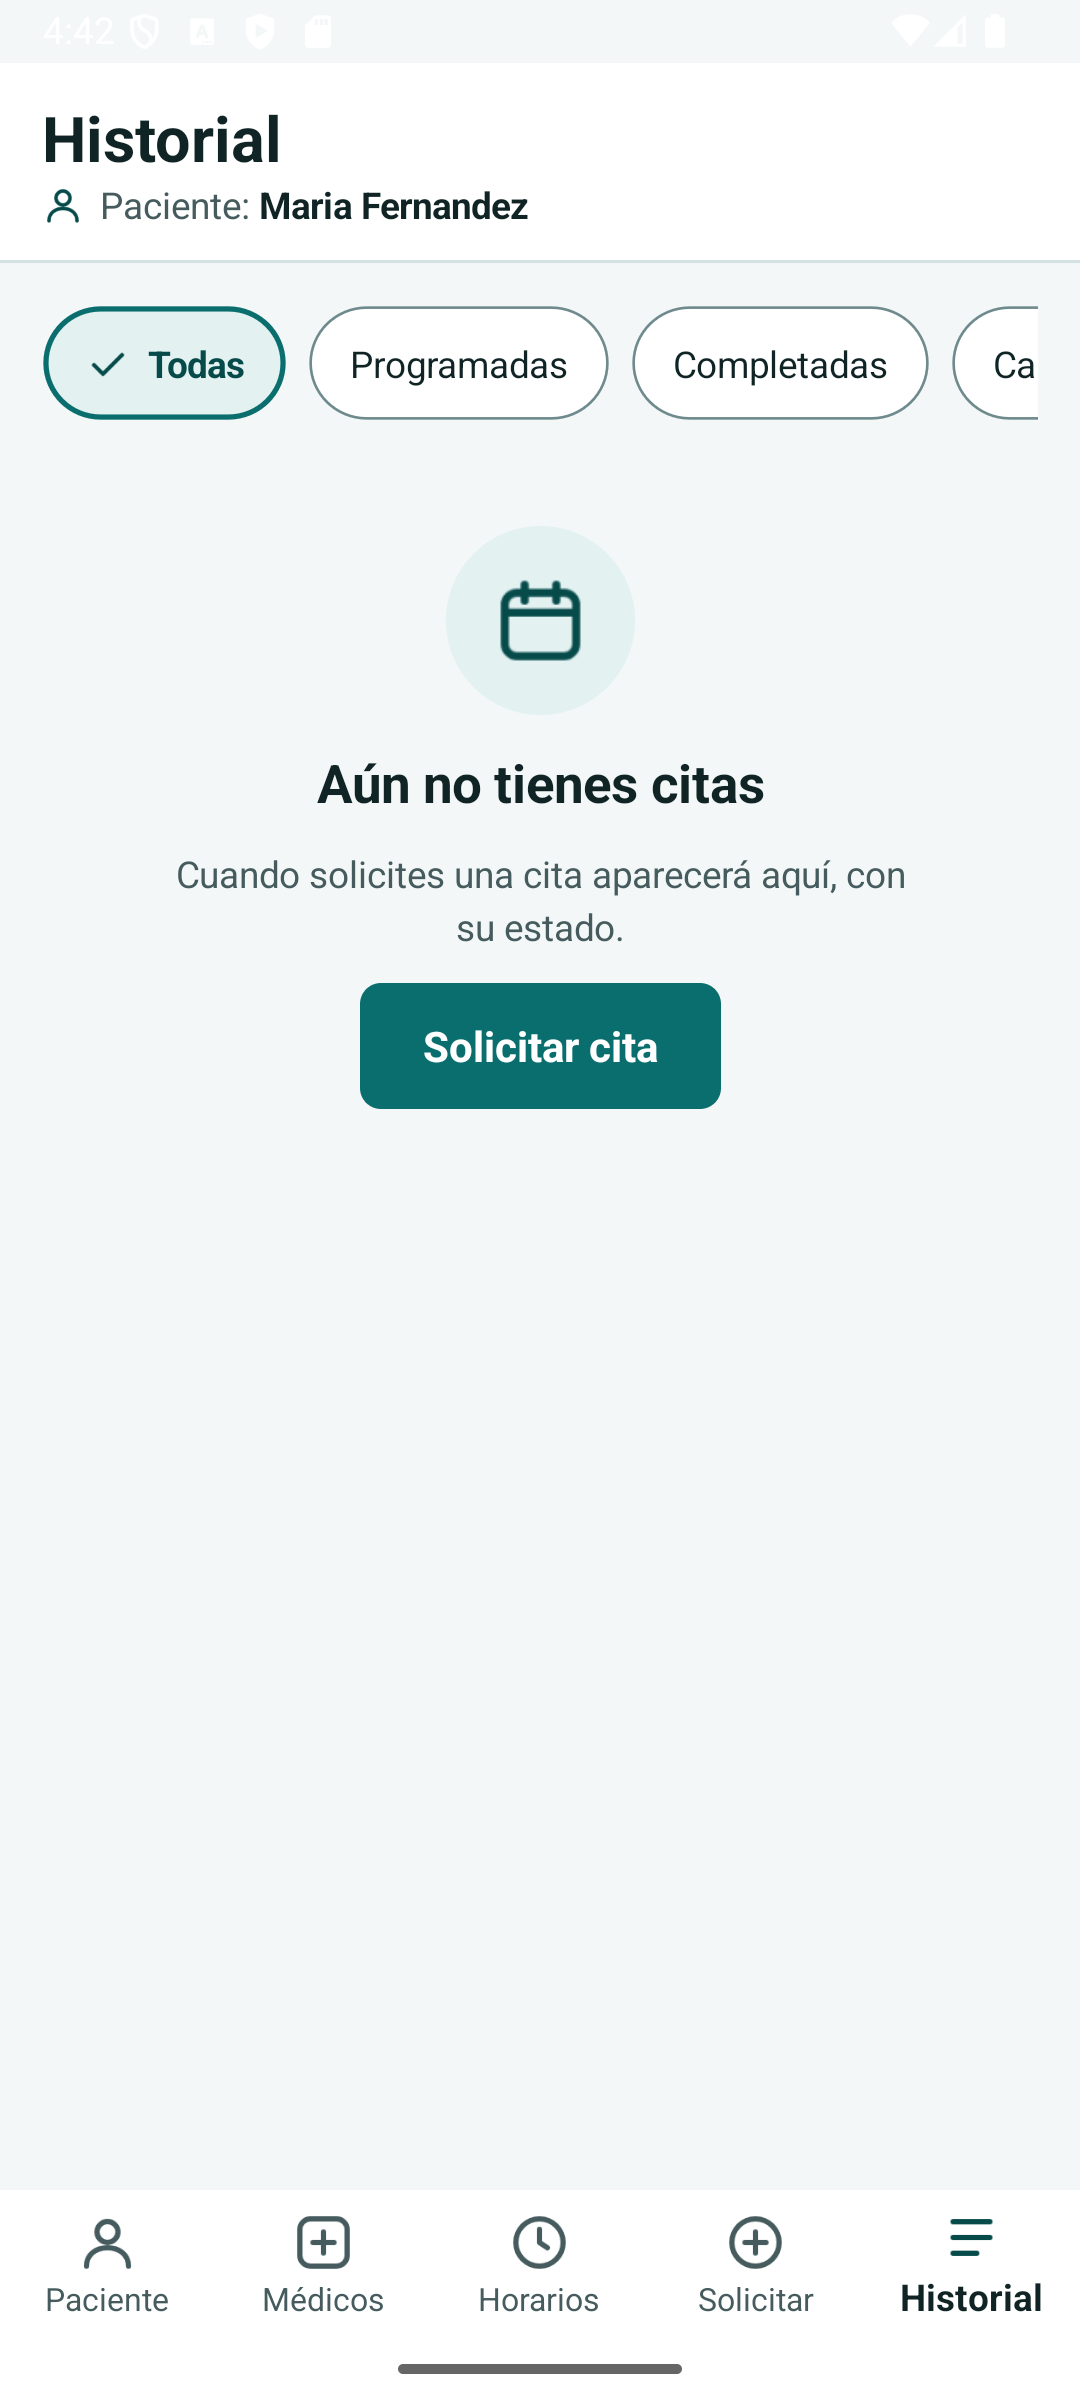 4:42
Historial
Paciente: Maria Fernandez
Todas
Programadas
Completadas
Ca
Aún no tienes citas
Cuando solicites una cita aparecerá aquí, con
su estado.
Solicitar cita
Paciente
Médicos
Horarios
Solicitar
Historial